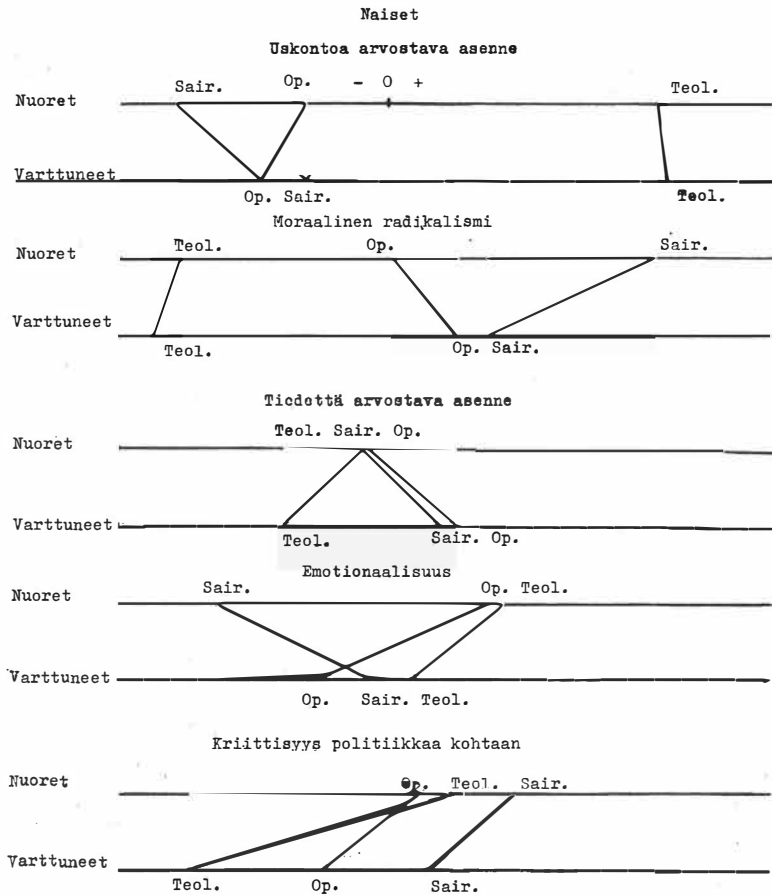 Naiset
Uskontoa arvostava asenne
Sair. Op. - 0 + Teol.
Nuoret
Varttuneet
Op. Sair. Teol.
Moraalinen radikalismi
Teol. Op. Sair.
Nuoret
Varttuneet
Teol. Op. Sair.
Tiedettä arvostava asenne
Teol. Sair. Op.
Nuoret
Varttuneet
Teol. Sair. Op.
Emotionaalisuus
Sair. Op. Teol.
Nuoret
Varttuneet
Op. Sair. Teol.
Kriittisyys politiikkaa kohtaan
Op. Teol. Sair.
Nuoret
Varttuneet
Teol. Op. Sair.